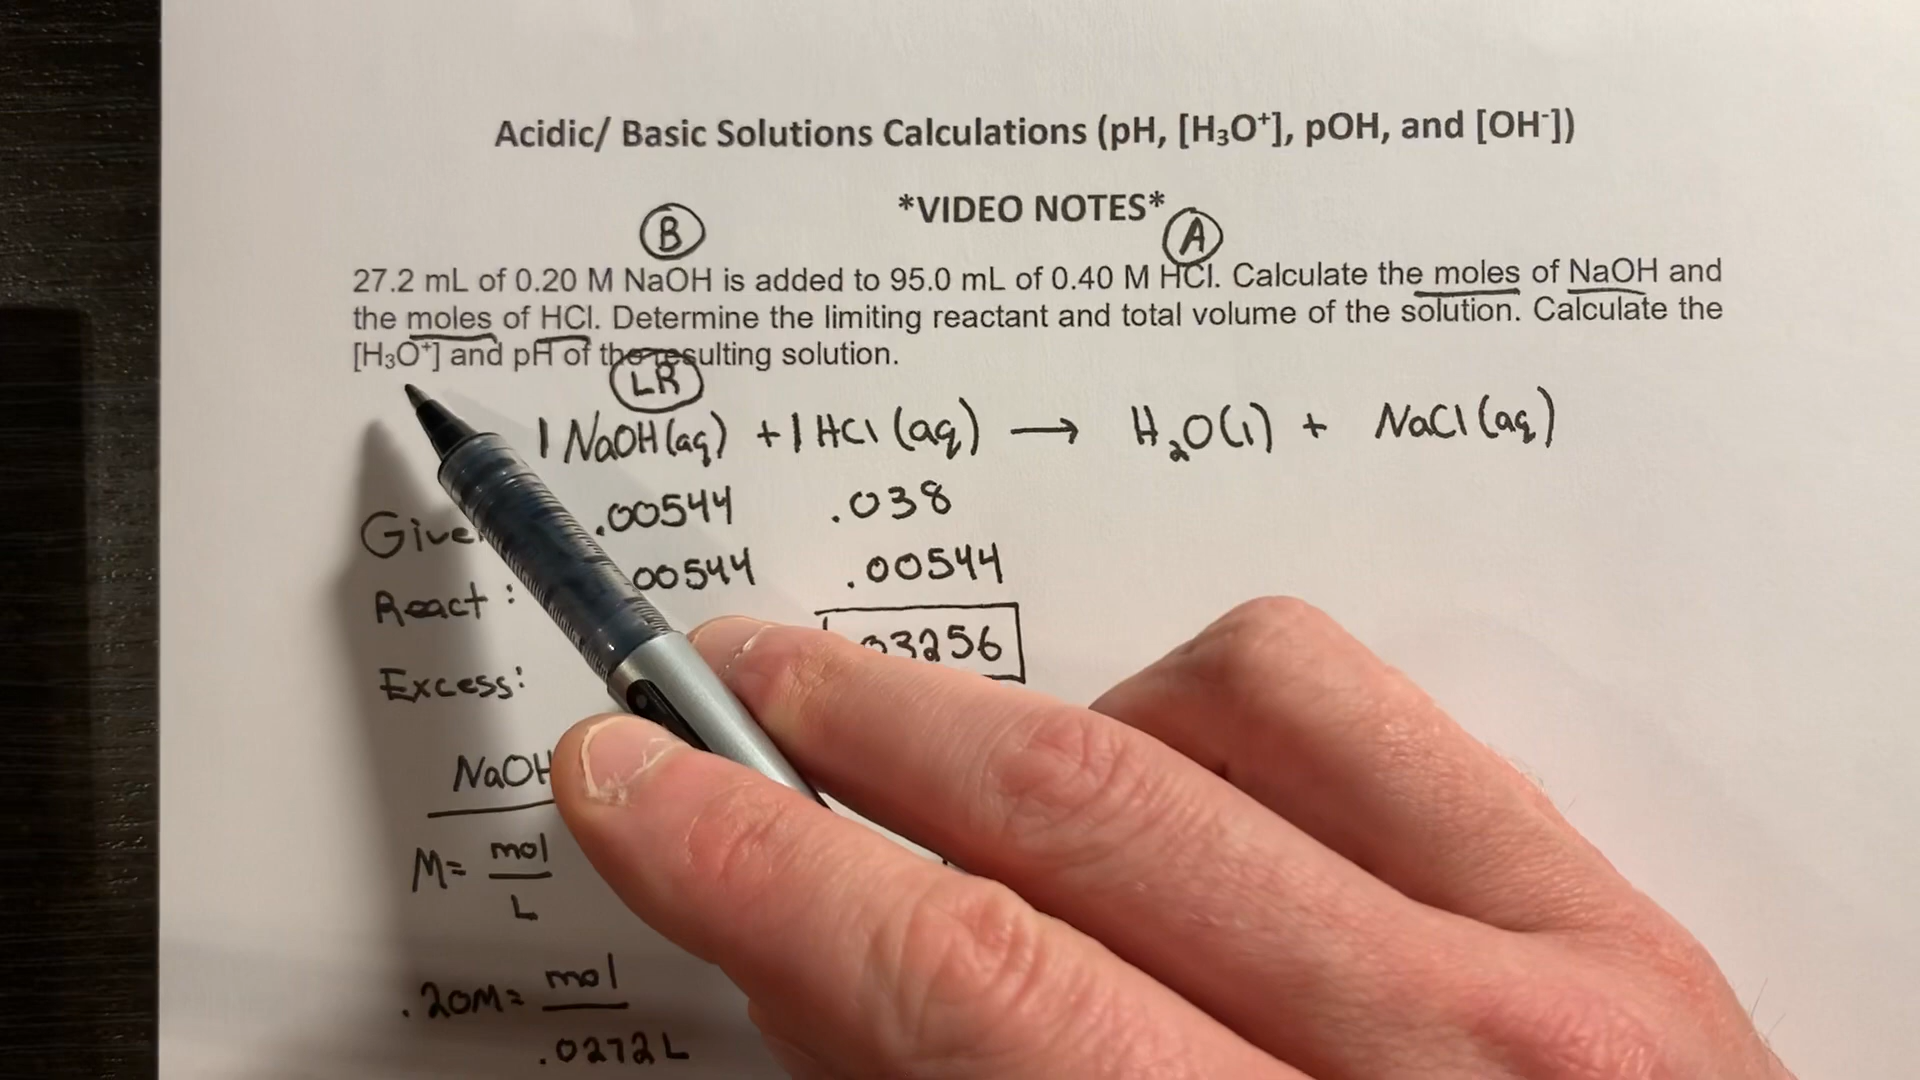 Acidic/ Basic Solutions Calculations (pH, [H₃O⁺], pOH, and [OH⁻])
*VIDEO NOTES*
B A
27.2 mL of 0.20 M NaOH is added to 95.0 mL of 0.40 M HCl. Calculate the moles of NaOH and
the moles of HCl. Determine the limiting reactant and total volume of the solution. Calculate the
[H₃O⁺] and pH of the resulting solution.
LR
1 NaOH (aq) + 1 HCl (aq) → H₂O(l) + NaCl (aq)
.00544 .038
React: 00544 .00544
Excess: 03256
NaOH
M= mol
L
.20M= mol
.0272 L